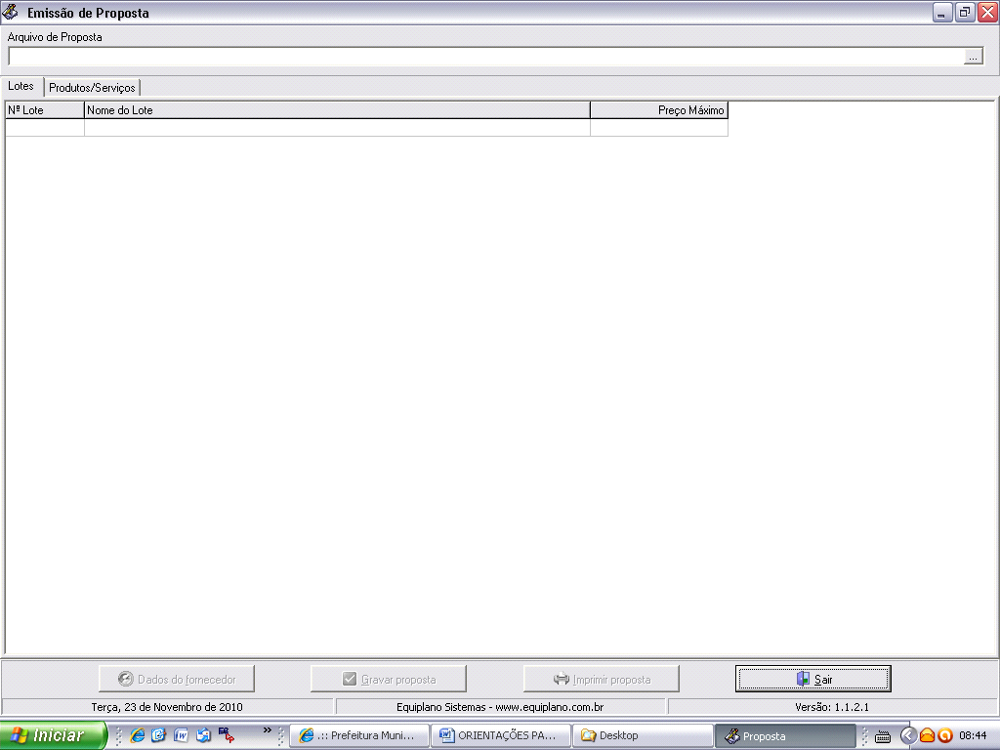 Emissão de Proposta
Arquivo de Proposta
...
Lotes Produtos/Serviços
Nº Lote Nome do Lote Preço Máximo
Dados do fornecedor Gravar proposta Imprimir proposta Sair
Terça, 23 de Novembro de 2010 Equiplano Sistemas - www.equiplano.com.br Versão: 1.1.2.1
Iniciar » .:: Prefeitura Muni... ORIENTAÇÕES PA... Desktop Proposta 08:44